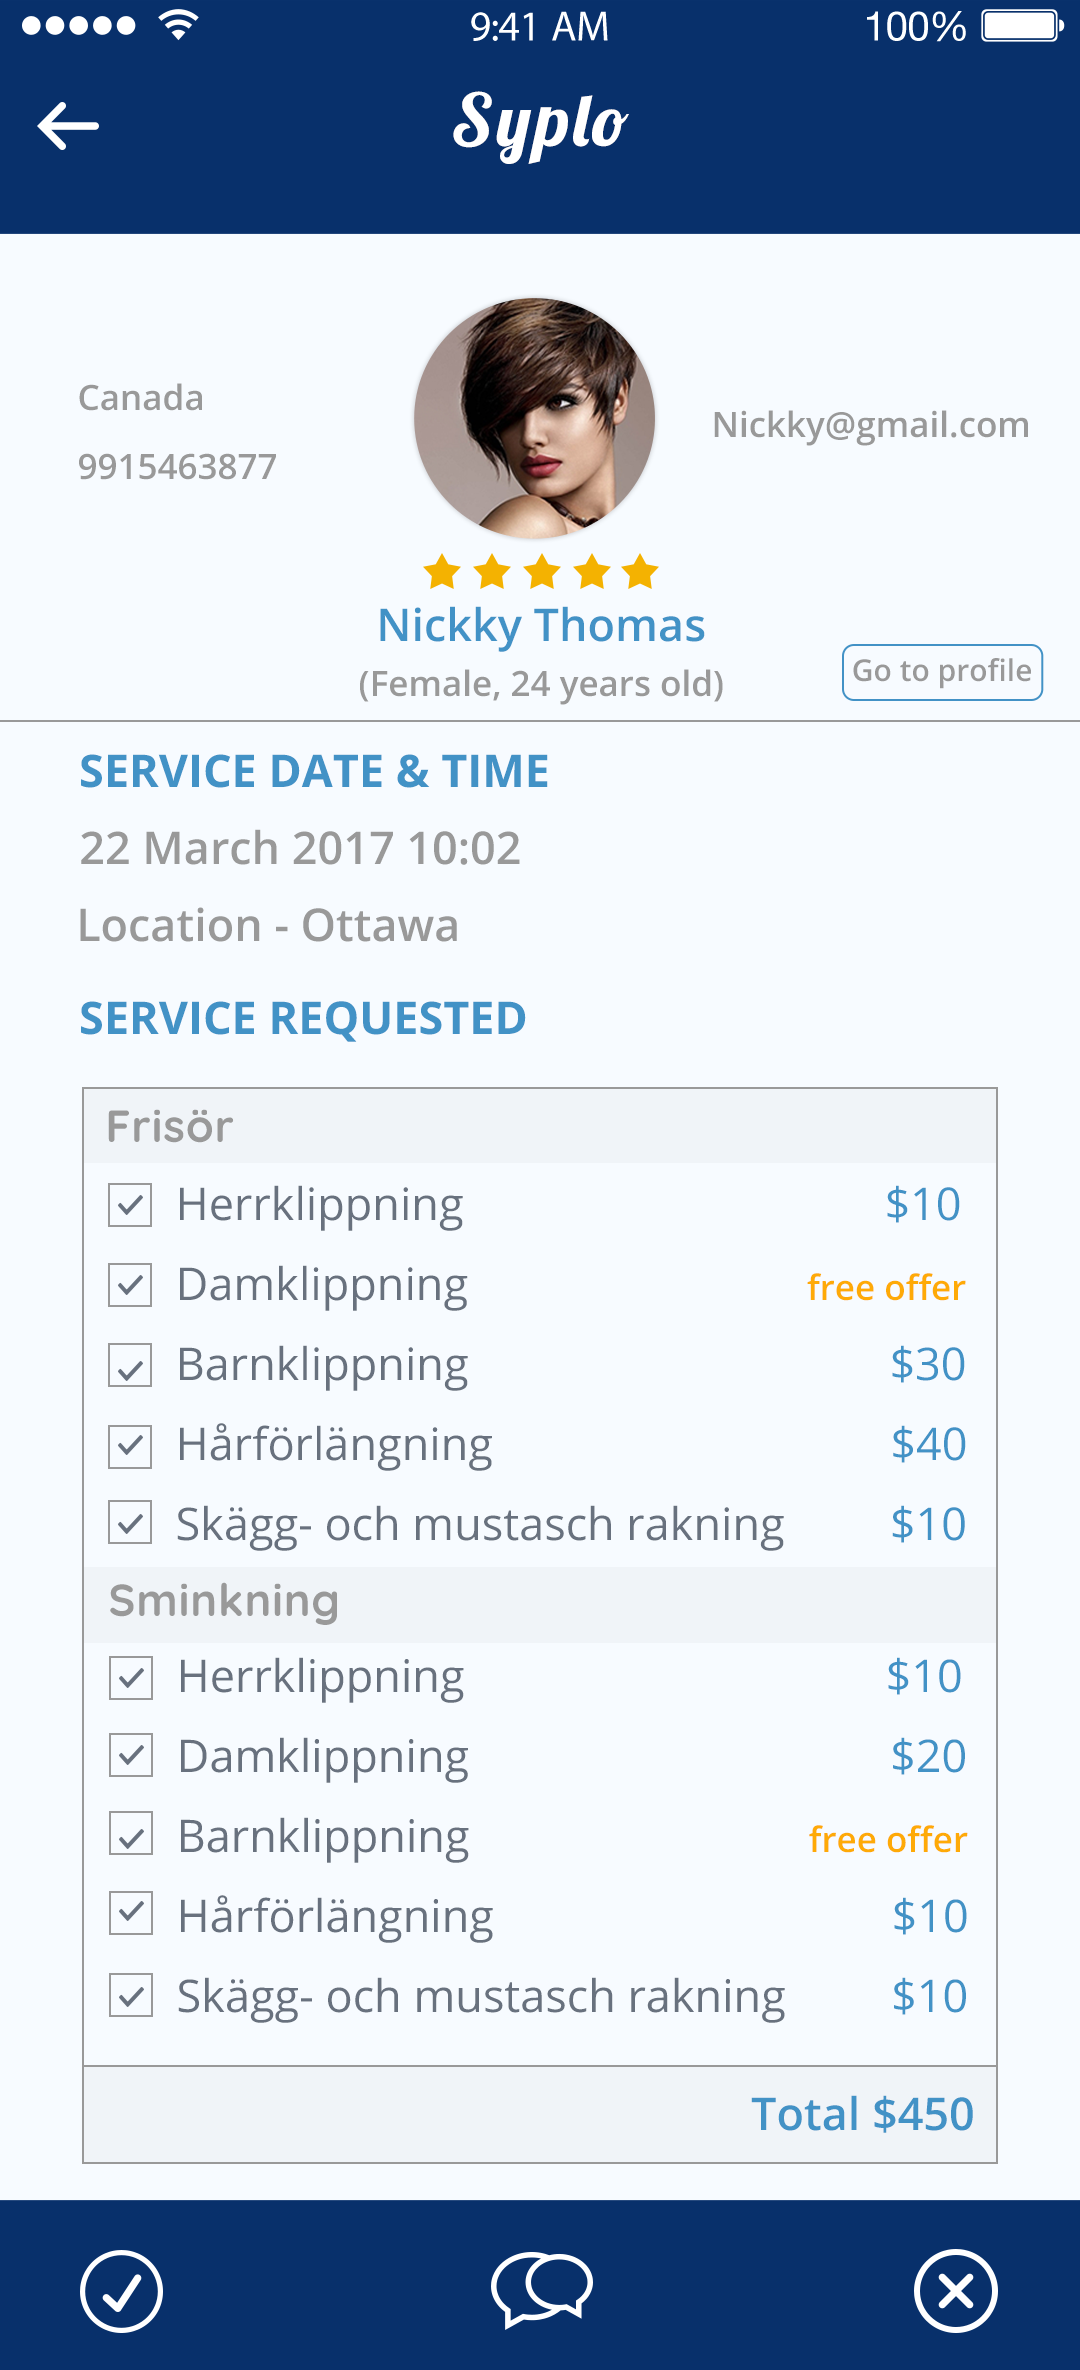 9:41 AM 100%
Syplo
Canada
9915463877
Nickky@gmail.com
Nickky Thomas
(Female, 24 years old)
Go to profile
SERVICE DATE & TIME
22 March 2017 10:02
Location - Ottawa
SERVICE REQUESTED
Frisör
Herrklippning $10
Damklippning free offer
Barnklippning $30
Hårförlängning $40
Skägg- och mustasch rakning $10
Sminkning
Herrklippning $10
Damklippning $20
Barnklippning free offer
Hårförlängning $10
Skägg- och mustasch rakning $10
Total $450